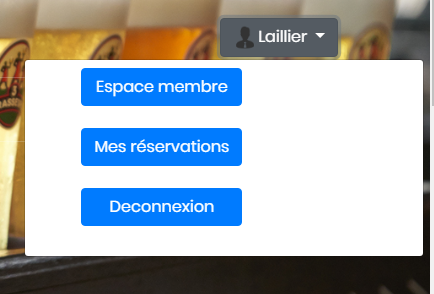 Laillier
Espace membre
Mes réservations
Deconnexion